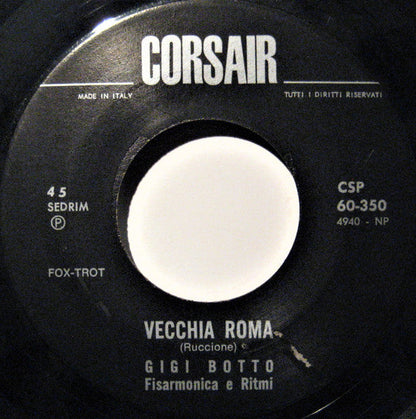 CORSAIR
MADE IN ITALY
TUTTI I DIRITTI RISERVATI
45
SEDRIM
Ⓟ
CSP
60-350
4940 - NP
FOX-TROT
VECCHIA ROMA
(Ruccione)
GIGI BOTTO
Fisarmonica e Ritmi